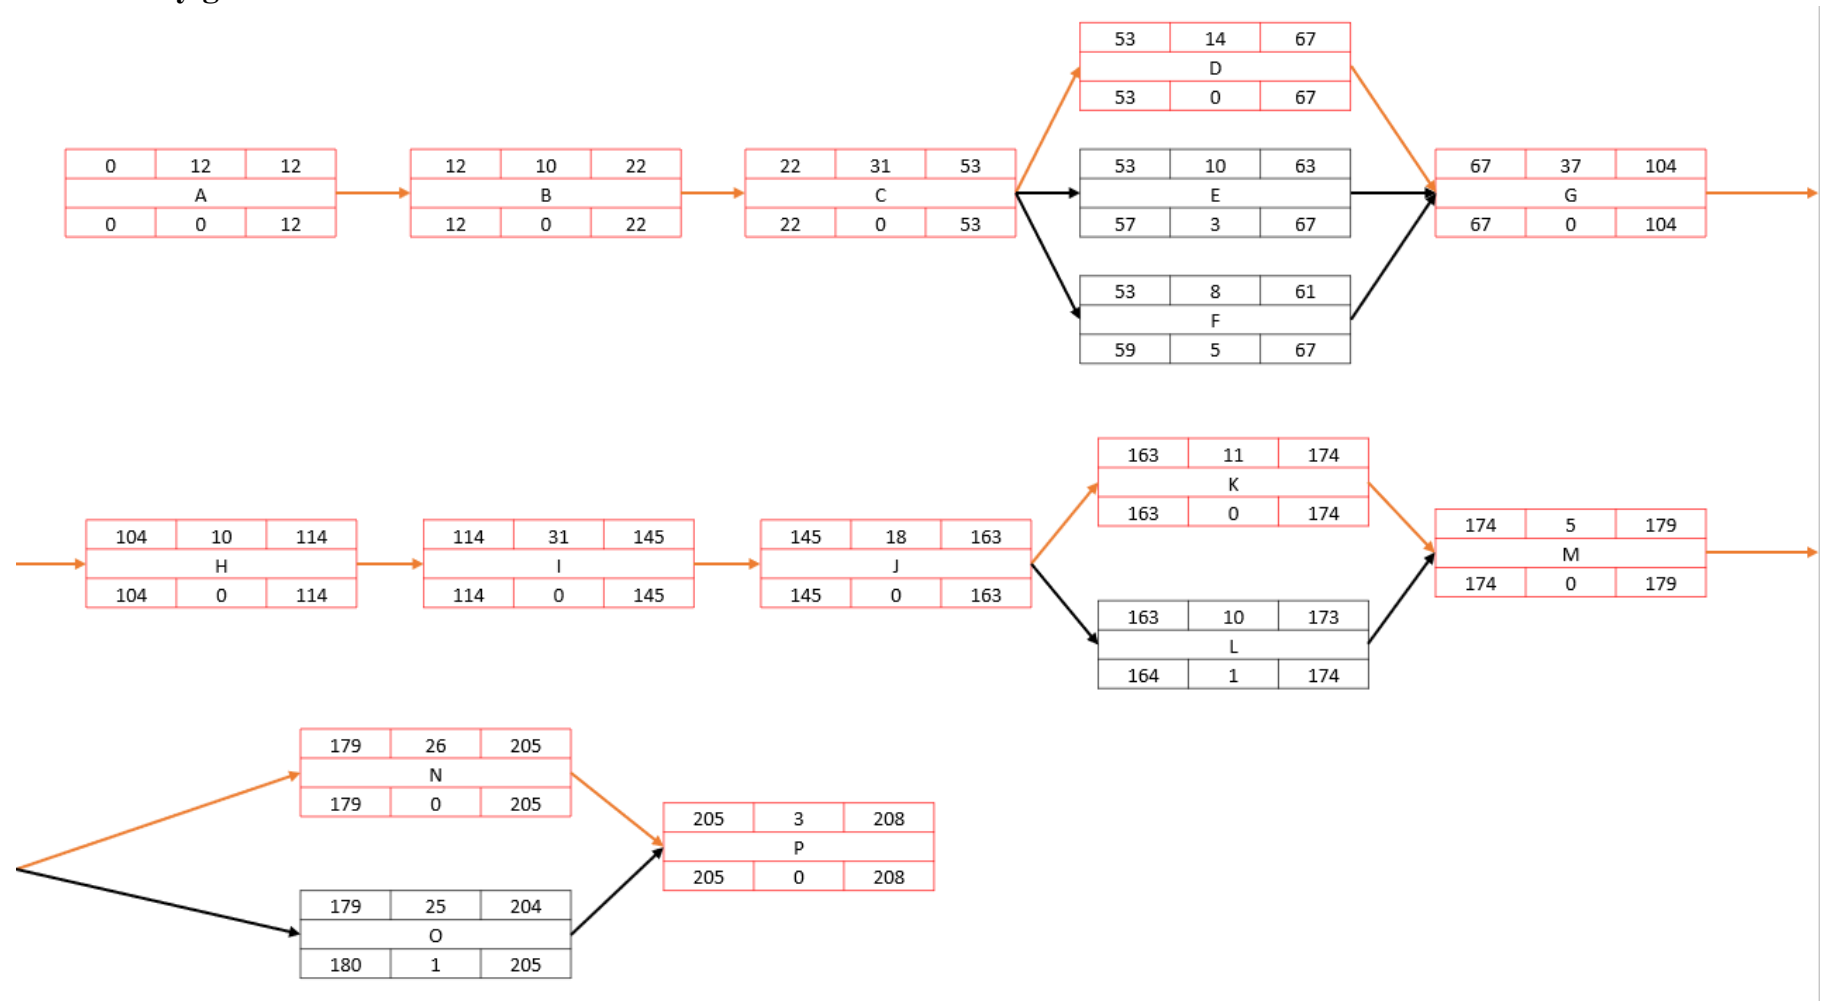 53 14 67
D
53 0 67
0 12 12
A
0 0 12
12 10 22
B
12 0 22
22 31 53
C
22 0 53
53 10 63
E
57 3 67
67 37 104
G
67 0 104
53 8 61
F
59 5 67
163 11 174
K
163 0 174
104 10 114
H
104 0 114
114 31 145
I
114 0 145
145 18 163
J
145 0 163
174 5 179
M
174 0 179
163 10 173
L
164 1 174
179 26 205
N
179 0 205
205 3 208
P
205 0 208
179 25 204
O
180 1 205